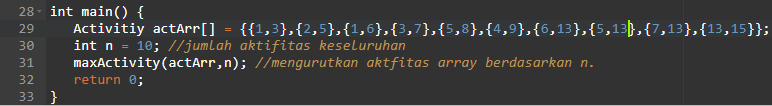 28 int main() {
29 Activitiy actArr[] = {{1,3},{2,5},{1,6},{3,7},{5,8},{4,9},{6,13},{5,13},{7,13},{13,15}};
30 int n = 10; //jumlah aktifitas keseluruhan
31 maxActivity(actArr,n); //mengurutkan aktfitas array berdasarkan n.
32 return 0;
33 }